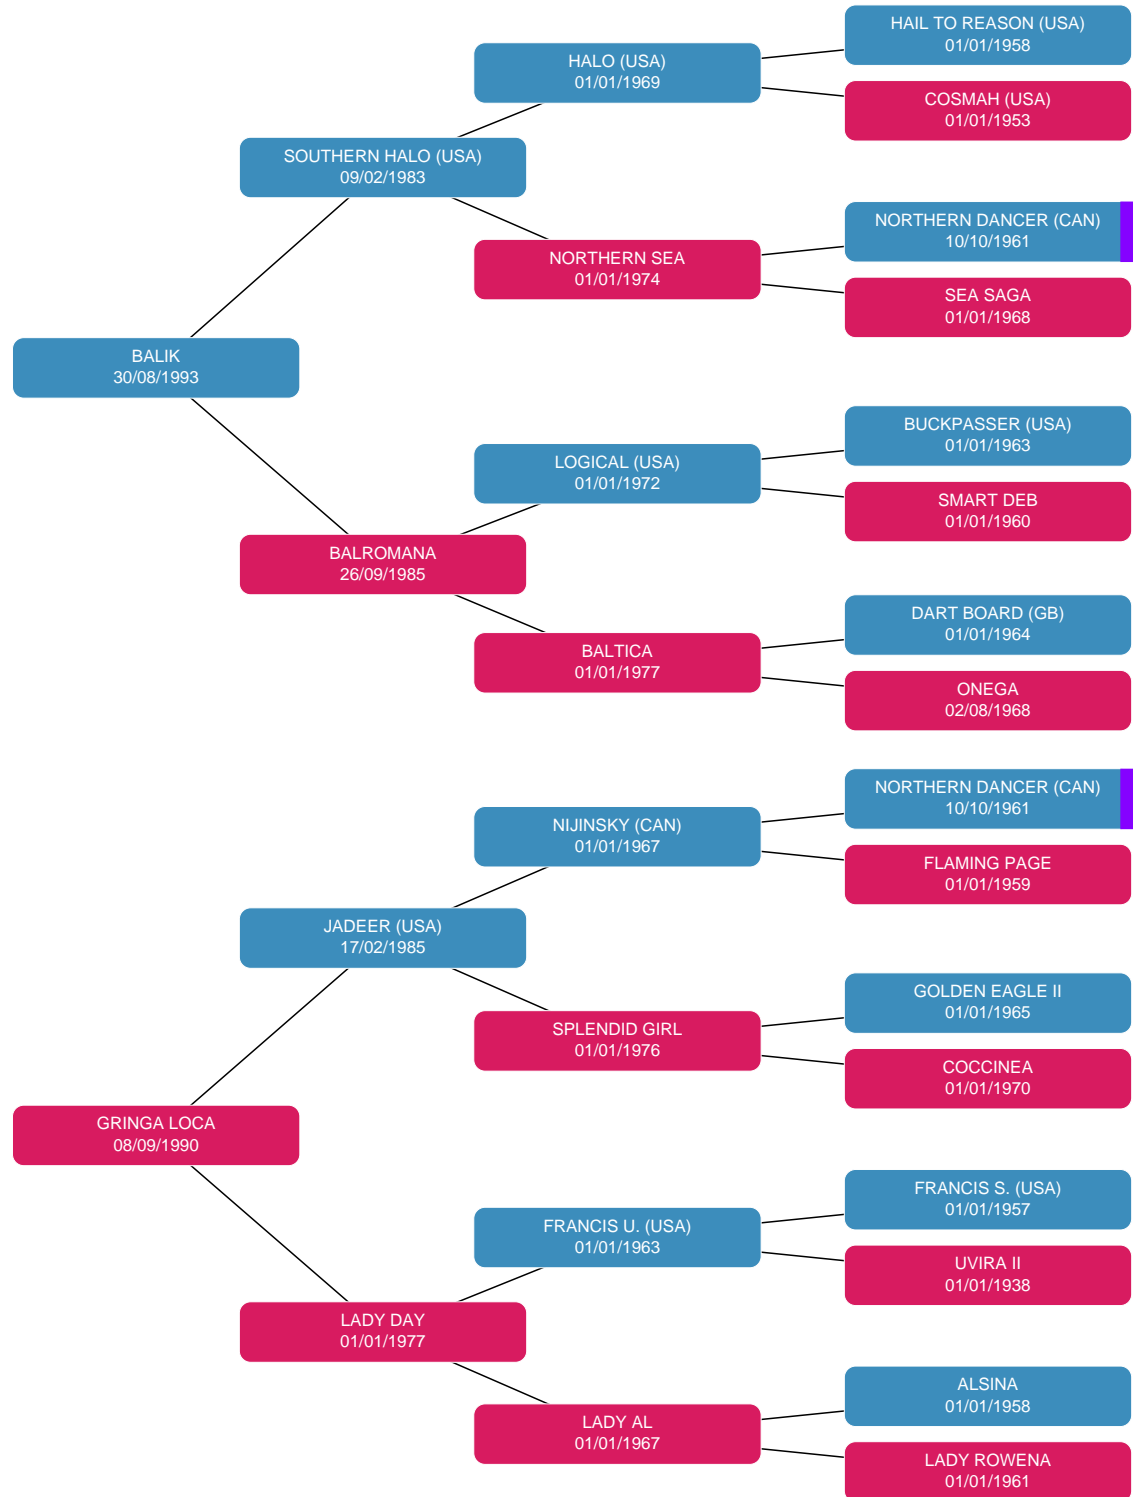 HAIL TO REASON (USA)
01/01/1958
HALO (USA)
01/01/1969
COSMAH (USA)
01/01/1953
SOUTHERN HALO (USA)
09/02/1983
NORTHERN DANCER (CAN)
10/10/1961
NORTHERN SEA
01/01/1974
SEA SAGA
01/01/1968
BALIK
30/08/1993
BUCKPASSER (USA)
01/01/1963
LOGICAL (USA)
01/01/1972
SMART DEB
01/01/1960
BALROMANA
26/09/1985
DART BOARD (GB)
01/01/1964
BALTICA
01/01/1977
ONEGA
02/08/1968
NORTHERN DANCER (CAN)
10/10/1961
NIJINSKY (CAN)
01/01/1967
FLAMING PAGE
01/01/1959
JADEER (USA)
17/02/1985
GOLDEN EAGLE II
01/01/1965
SPLENDID GIRL
01/01/1976
COCCINEA
01/01/1970
GRINGA LOCA
08/09/1990
FRANCIS S. (USA)
01/01/1957
FRANCIS U. (USA)
01/01/1963
UVIRA II
01/01/1938
LADY DAY
01/01/1977
ALSINA
01/01/1958
LADY AL
01/01/1967
LADY ROWENA
01/01/1961